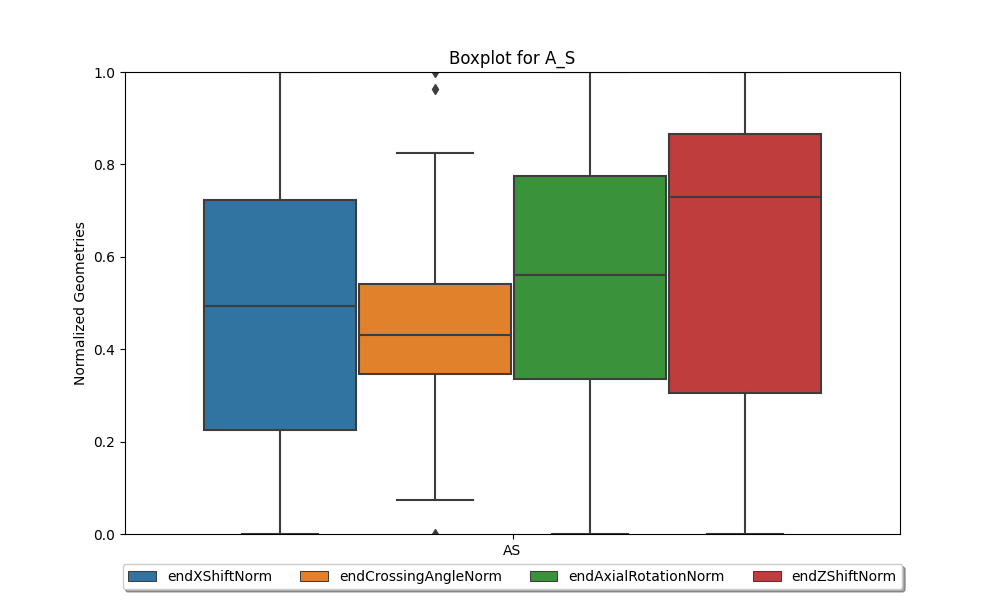 Boxplot for A_S
1.0
0.8
0.6
0.4
0.2
0.0
Normalized Geometries
AS
endXShiftNorm endCrossingAngleNorm endAxialRotationNorm endZShiftNorm